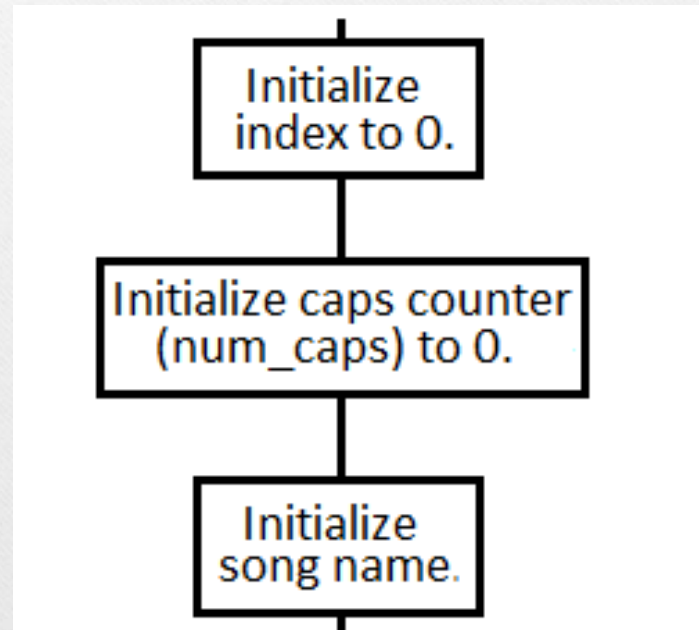 Initialize
index to 0.
Initialize caps counter
(num_caps) to 0.
Initialize
song name.